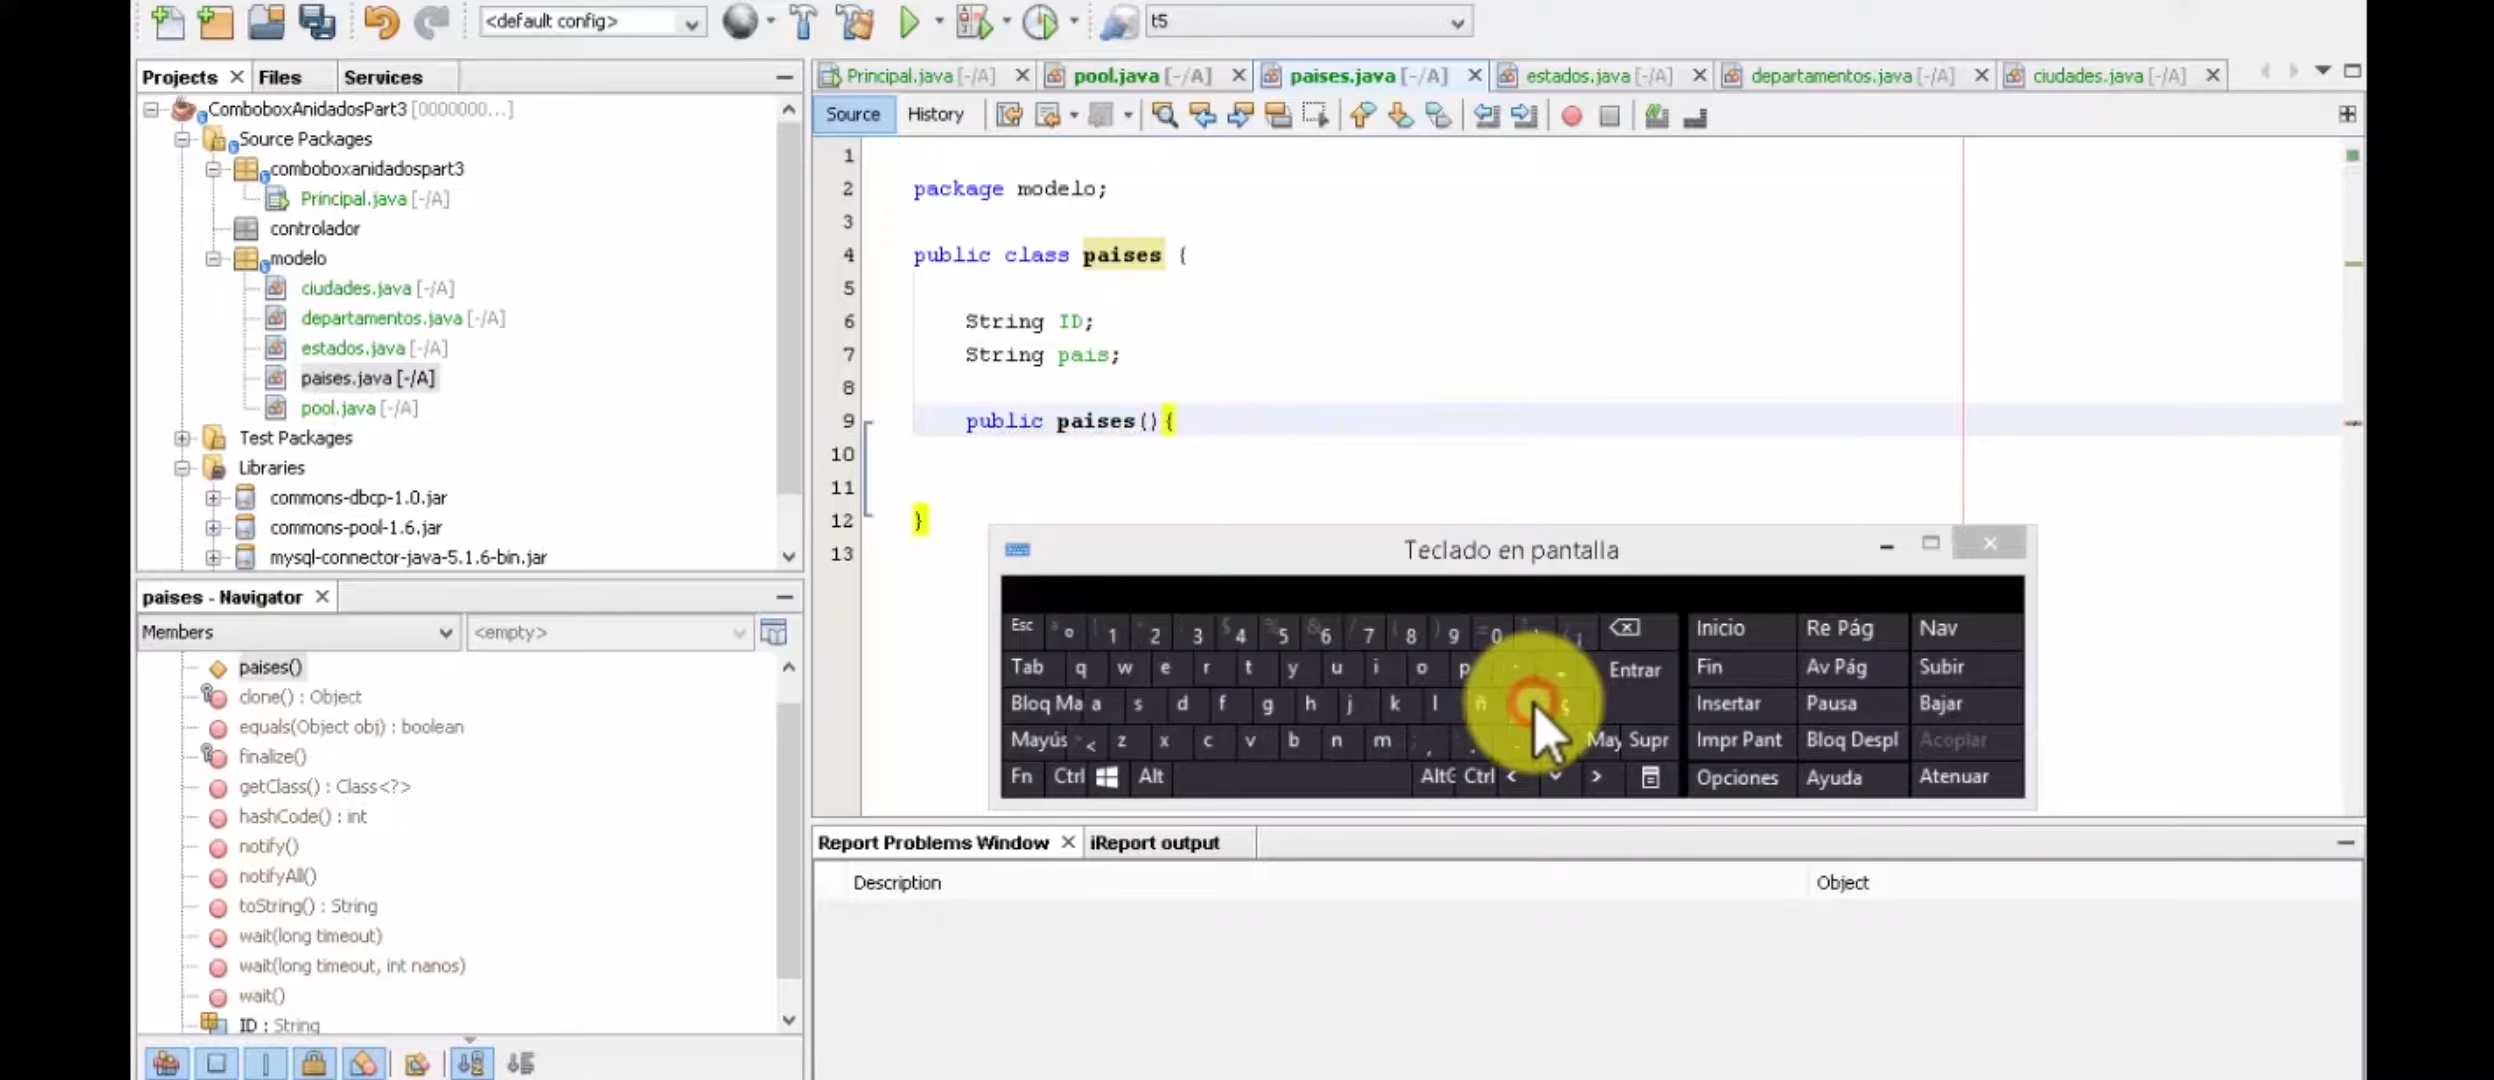 <default config>
t5
Projects Files Services
Principal.java [-/A] pool.java [-/A] paises.java [-/A] estados.java [-/A] departamentos.java [-/A] ciudades.java [-/A]
Source History
ComboboxAnidadosPart3 [0000000...]
Source Packages
comboboxanidadospart3
Principal.java [-/A]
controlador
modelo
ciudades.java [-/A]
departamentos.java [-/A]
estados.java [-/A]
paises.java [-/A]
pool.java [-/A]
Test Packages
Libraries
commons-dbcp-1.0.jar
commons-pool-1.6.jar
mysql-connector-java-5.1.6-bin.jar
1
2 package modelo;
3
4 public class paises {
5
6 String ID;
7 String pais;
8
9 public paises(){
10
11
12 }
13
paises - Navigator
Members <empty>
paises()
clone() : Object
equals(Object obj) : boolean
finalize()
getClass() : Class<?>
hashCode() : int
notify()
notifyAll()
toString() : String
wait(long timeout)
wait(long timeout, int nanos)
wait()
ID : String
Teclado en pantalla
Esc º 1 2 3 4 5 6 7 8 9 0 Inicio Re Pág Nav
Tab q w e r t y u i o p Entrar Fin Av Pág Subir
Bloq Ma a s d f g h j k l ñ ç Insertar Pausa Bajar
Mayús < z x c v b n m , . - May Supr Impr Pant Bloq Despl Acoplar
Fn Ctrl Alt AltG Ctrl < > Opciones Ayuda Atenuar
Report Problems Window iReport output
Description Object